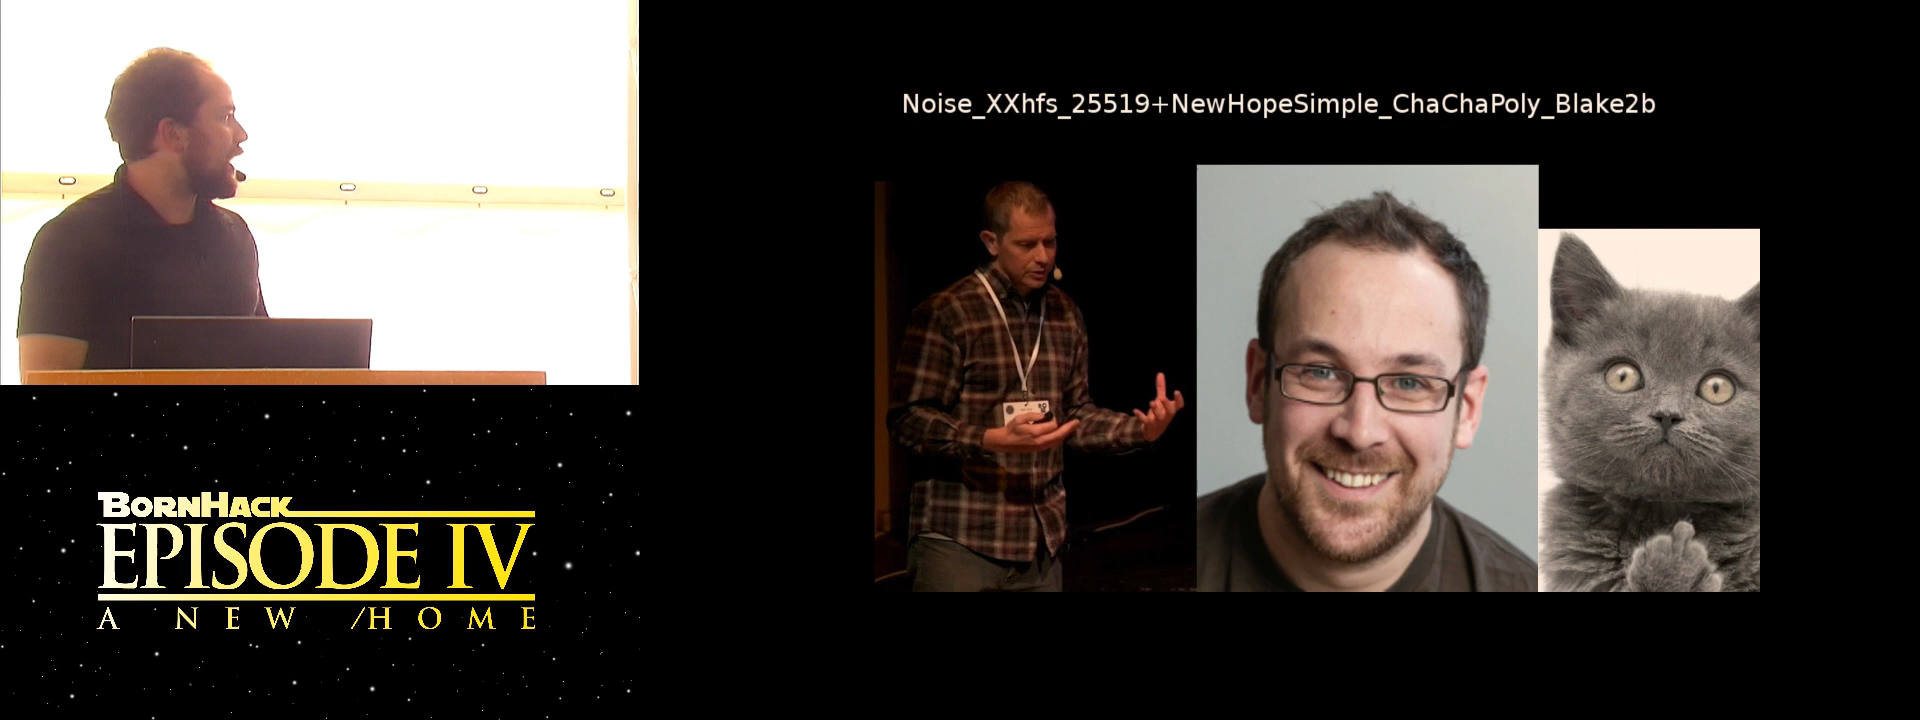 Noise_XXhfs_25519+NewHopeSimple_ChaChaPoly_Blake2b
BORNHACK
EPISODE IV
A NEW /HOME